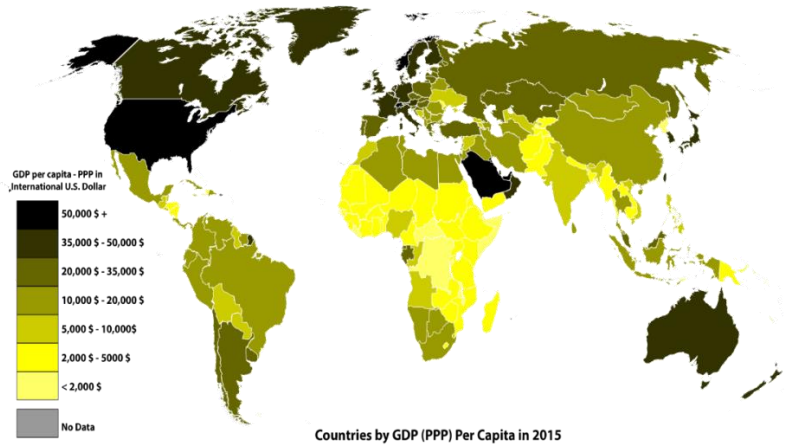 GDP per capita - PPP in
International U.S. Dollar
50,000 $ +
35,000 $ - 50,000 $
20,000 $ - 35,000 $
10,000 $ - 20,000 $
5,000 $ - 10,000$
2,000 $ - 5000 $
< 2,000 $
No Data
Countries by GDP (PPP) Per Capita in 2015